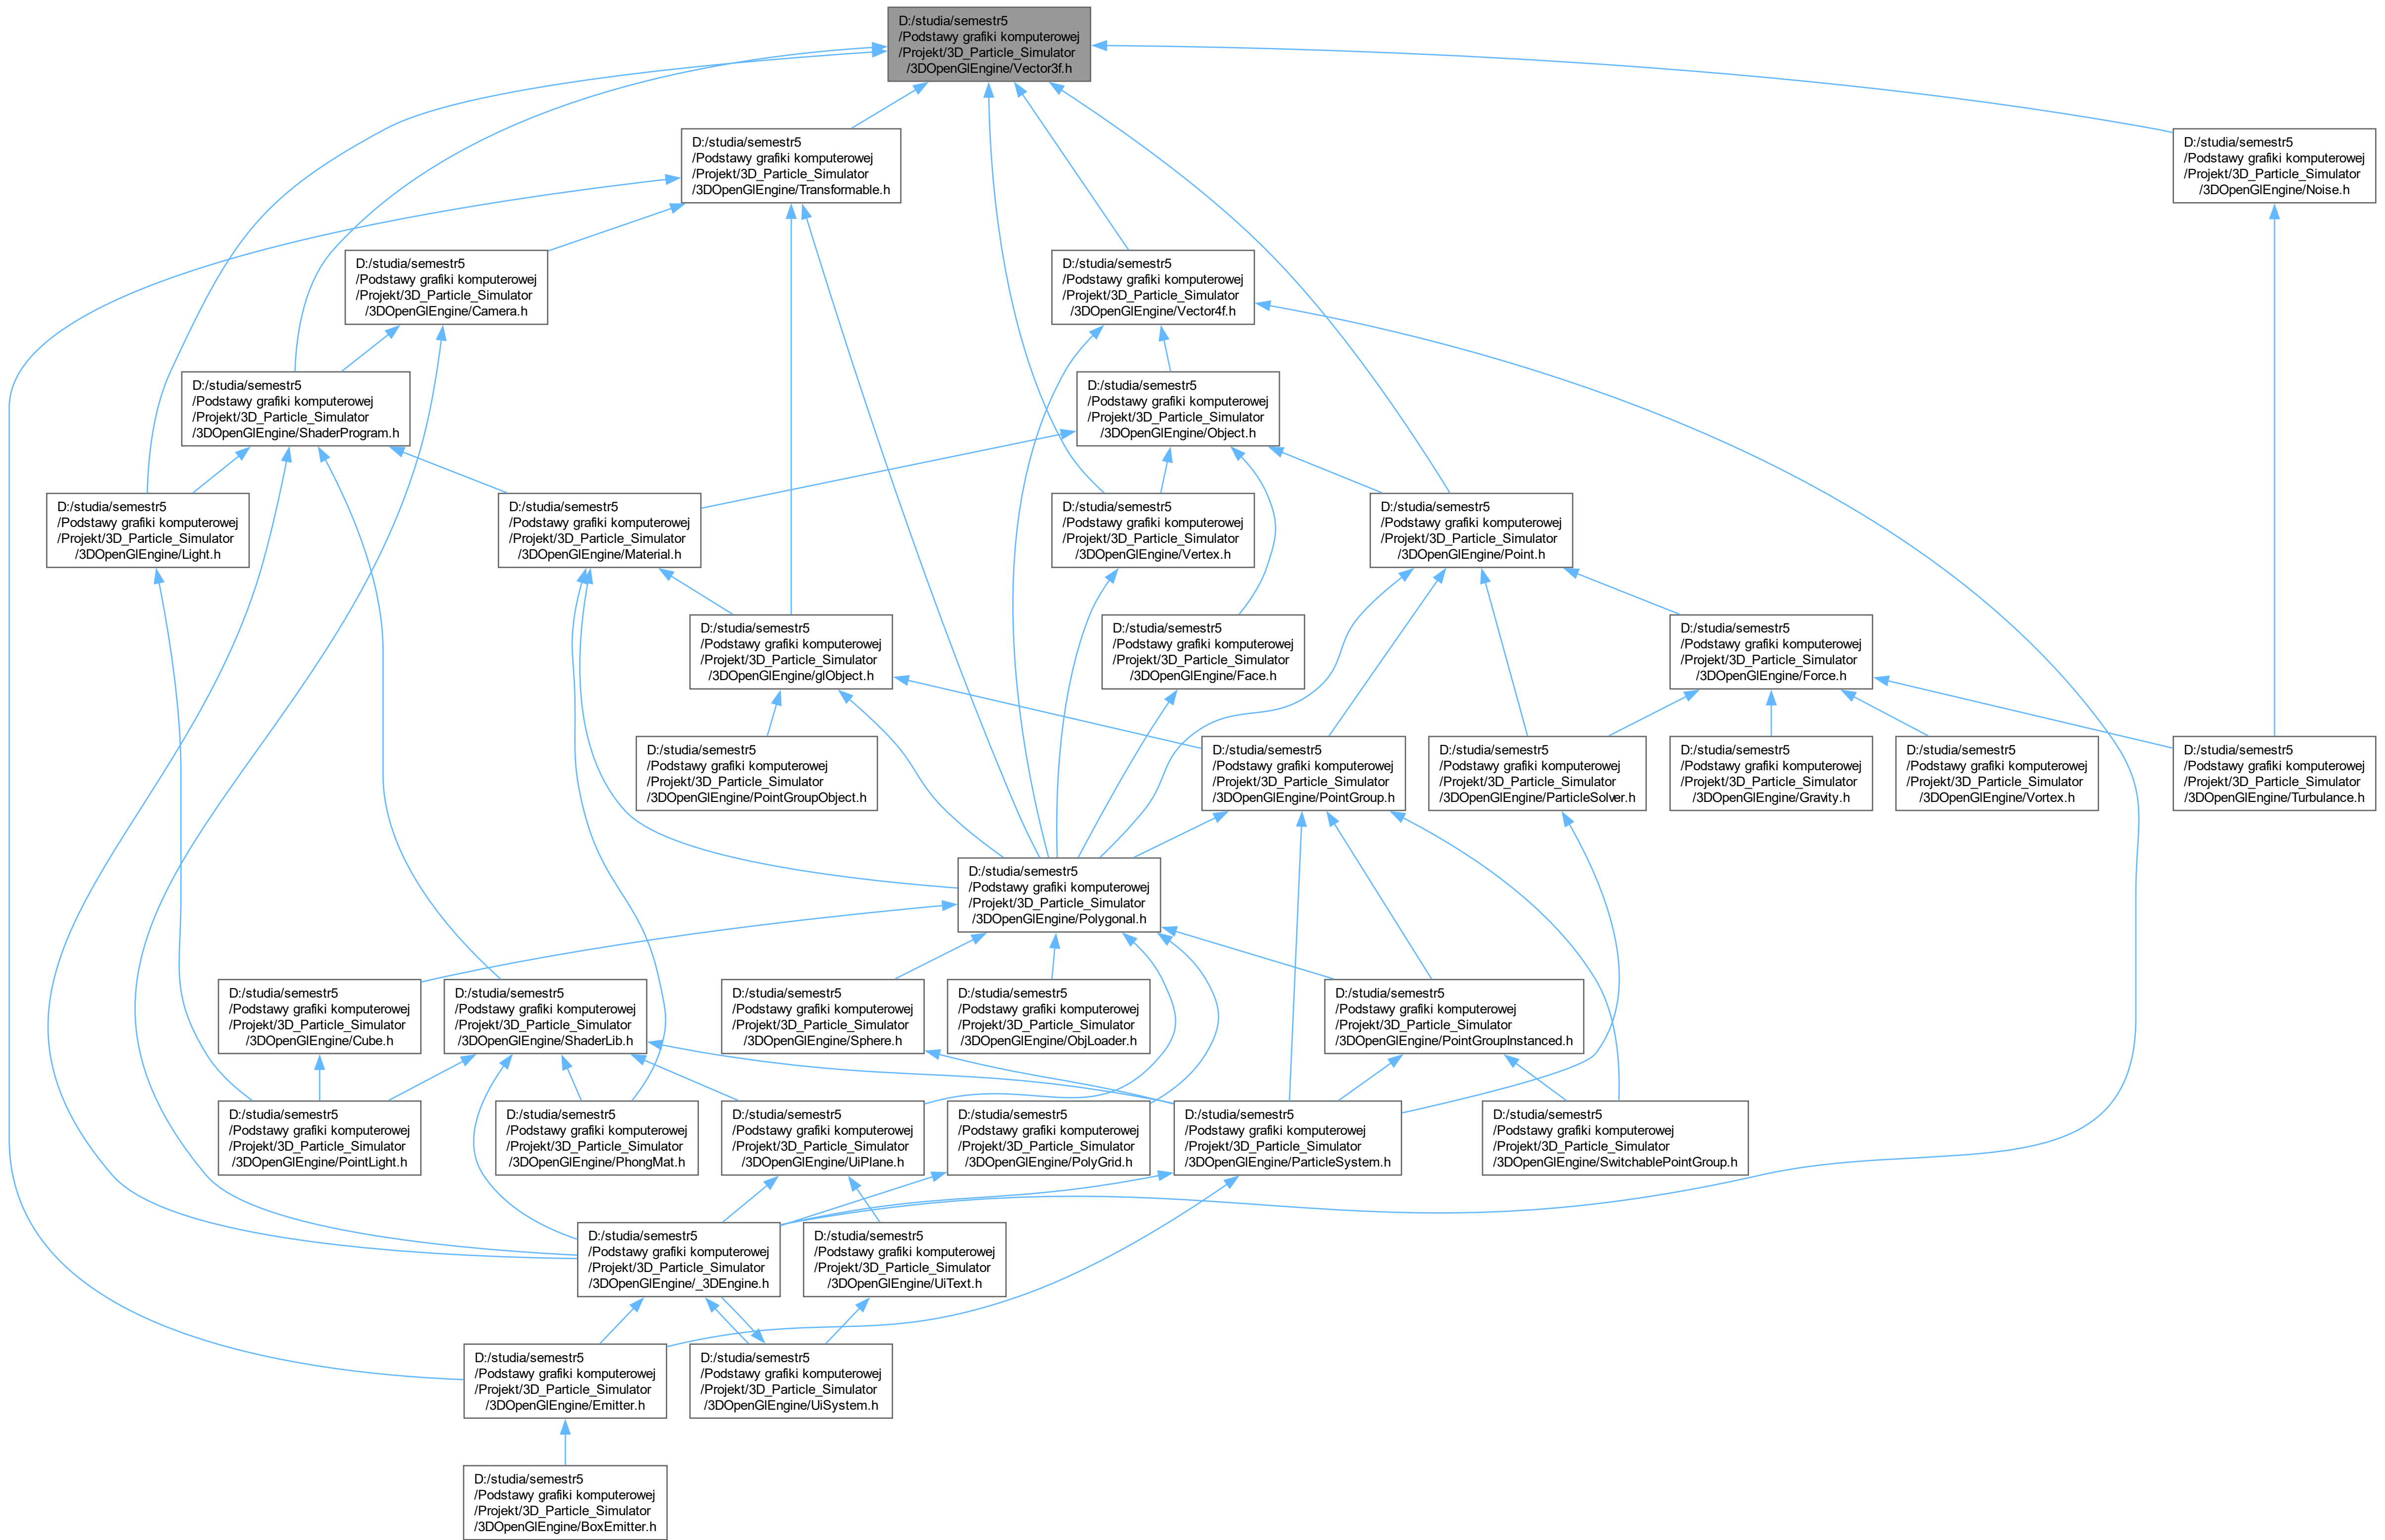 D:/studia/semestr5
/Podstawy grafiki komputerowej
/Projekt/3D_Particle_Simulator
/3DOpenGlEngine/Vector3f.h
D:/studia/semestr5
/Podstawy grafiki komputerowej
/Projekt/3D_Particle_Simulator
/3DOpenGlEngine/Transformable.h
D:/studia/semestr5
/Podstawy grafiki komputerowej
/Projekt/3D_Particle_Simulator
/3DOpenGlEngine/Noise.h
D:/studia/semestr5
/Podstawy grafiki komputerowej
/Projekt/3D_Particle_Simulator
/3DOpenGlEngine/Camera.h
D:/studia/semestr5
/Podstawy grafiki komputerowej
/Projekt/3D_Particle_Simulator
/3DOpenGlEngine/Vector4f.h
D:/studia/semestr5
/Podstawy grafiki komputerowej
/Projekt/3D_Particle_Simulator
/3DOpenGlEngine/ShaderProgram.h
D:/studia/semestr5
/Podstawy grafiki komputerowej
/Projekt/3D_Particle_Simulator
/3DOpenGlEngine/Object.h
D:/studia/semestr5
/Podstawy grafiki komputerowej
/Projekt/3D_Particle_Simulator
/3DOpenGlEngine/Light.h
D:/studia/semestr5
/Podstawy grafiki komputerowej
/Projekt/3D_Particle_Simulator
/3DOpenGlEngine/Material.h
D:/studia/semestr5
/Podstawy grafiki komputerowej
/Projekt/3D_Particle_Simulator
/3DOpenGlEngine/Vertex.h
D:/studia/semestr5
/Podstawy grafiki komputerowej
/Projekt/3D_Particle_Simulator
/3DOpenGlEngine/Point.h
D:/studia/semestr5
/Podstawy grafiki komputerowej
/Projekt/3D_Particle_Simulator
/3DOpenGlEngine/glObject.h
D:/studia/semestr5
/Podstawy grafiki komputerowej
/Projekt/3D_Particle_Simulator
/3DOpenGlEngine/Face.h
D:/studia/semestr5
/Podstawy grafiki komputerowej
/Projekt/3D_Particle_Simulator
/3DOpenGlEngine/Force.h
D:/studia/semestr5
/Podstawy grafiki komputerowej
/Projekt/3D_Particle_Simulator
/3DOpenGlEngine/PointGroupObject.h
D:/studia/semestr5
/Podstawy grafiki komputerowej
/Projekt/3D_Particle_Simulator
/3DOpenGlEngine/PointGroup.h
D:/studia/semestr5
/Podstawy grafiki komputerowej
/Projekt/3D_Particle_Simulator
/3DOpenGlEngine/ParticleSolver.h
D:/studia/semestr5
/Podstawy grafiki komputerowej
/Projekt/3D_Particle_Simulator
/3DOpenGlEngine/Gravity.h
D:/studia/semestr5
/Podstawy grafiki komputerowej
/Projekt/3D_Particle_Simulator
/3DOpenGlEngine/Vortex.h
D:/studia/semestr5
/Podstawy grafiki komputerowej
/Projekt/3D_Particle_Simulator
/3DOpenGlEngine/Turbulance.h
D:/studia/semestr5
/Podstawy grafiki komputerowej
/Projekt/3D_Particle_Simulator
/3DOpenGlEngine/Polygonal.h
D:/studia/semestr5
/Podstawy grafiki komputerowej
/Projekt/3D_Particle_Simulator
/3DOpenGlEngine/Cube.h
D:/studia/semestr5
/Podstawy grafiki komputerowej
/Projekt/3D_Particle_Simulator
/3DOpenGlEngine/ShaderLib.h
D:/studia/semestr5
/Podstawy grafiki komputerowej
/Projekt/3D_Particle_Simulator
/3DOpenGlEngine/Sphere.h
D:/studia/semestr5
/Podstawy grafiki komputerowej
/Projekt/3D_Particle_Simulator
/3DOpenGlEngine/ObjLoader.h
D:/studia/semestr5
/Podstawy grafiki komputerowej
/Projekt/3D_Particle_Simulator
/3DOpenGlEngine/PointGroupInstanced.h
D:/studia/semestr5
/Podstawy grafiki komputerowej
/Projekt/3D_Particle_Simulator
/3DOpenGlEngine/PointLight.h
D:/studia/semestr5
/Podstawy grafiki komputerowej
/Projekt/3D_Particle_Simulator
/3DOpenGlEngine/PhongMat.h
D:/studia/semestr5
/Podstawy grafiki komputerowej
/Projekt/3D_Particle_Simulator
/3DOpenGlEngine/UiPlane.h
D:/studia/semestr5
/Podstawy grafiki komputerowej
/Projekt/3D_Particle_Simulator
/3DOpenGlEngine/PolyGrid.h
D:/studia/semestr5
/Podstawy grafiki komputerowej
/Projekt/3D_Particle_Simulator
/3DOpenGlEngine/ParticleSystem.h
D:/studia/semestr5
/Podstawy grafiki komputerowej
/Projekt/3D_Particle_Simulator
/3DOpenGlEngine/SwitchablePointGroup.h
D:/studia/semestr5
/Podstawy grafiki komputerowej
/Projekt/3D_Particle_Simulator
/3DOpenGlEngine/_3DEngine.h
D:/studia/semestr5
/Podstawy grafiki komputerowej
/Projekt/3D_Particle_Simulator
/3DOpenGlEngine/UiText.h
D:/studia/semestr5
/Podstawy grafiki komputerowej
/Projekt/3D_Particle_Simulator
/3DOpenGlEngine/Emitter.h
D:/studia/semestr5
/Podstawy grafiki komputerowej
/Projekt/3D_Particle_Simulator
/3DOpenGlEngine/UiSystem.h
D:/studia/semestr5
/Podstawy grafiki komputerowej
/Projekt/3D_Particle_Simulator
/3DOpenGlEngine/BoxEmitter.h